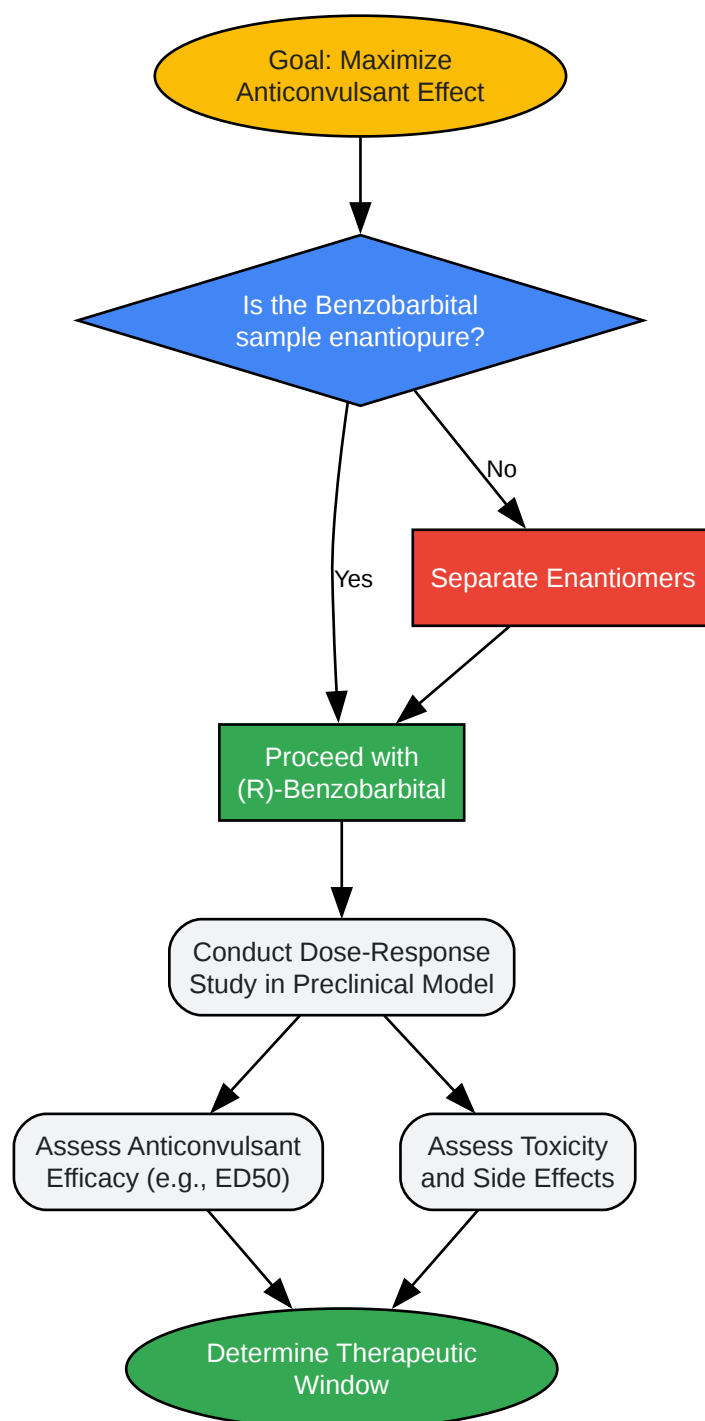 Goal: Maximize
Anticonvulsant Effect
Is the Benzobarbital
sample enantiopure?
No
Separate Enantiomers
Yes
Proceed with
(R)-Benzobarbital
Conduct Dose-Response
Study in Preclinical Model
Assess Anticonvulsant
Efficacy (e.g., ED50)
Assess Toxicity
and Side Effects
Determine Therapeutic
Window